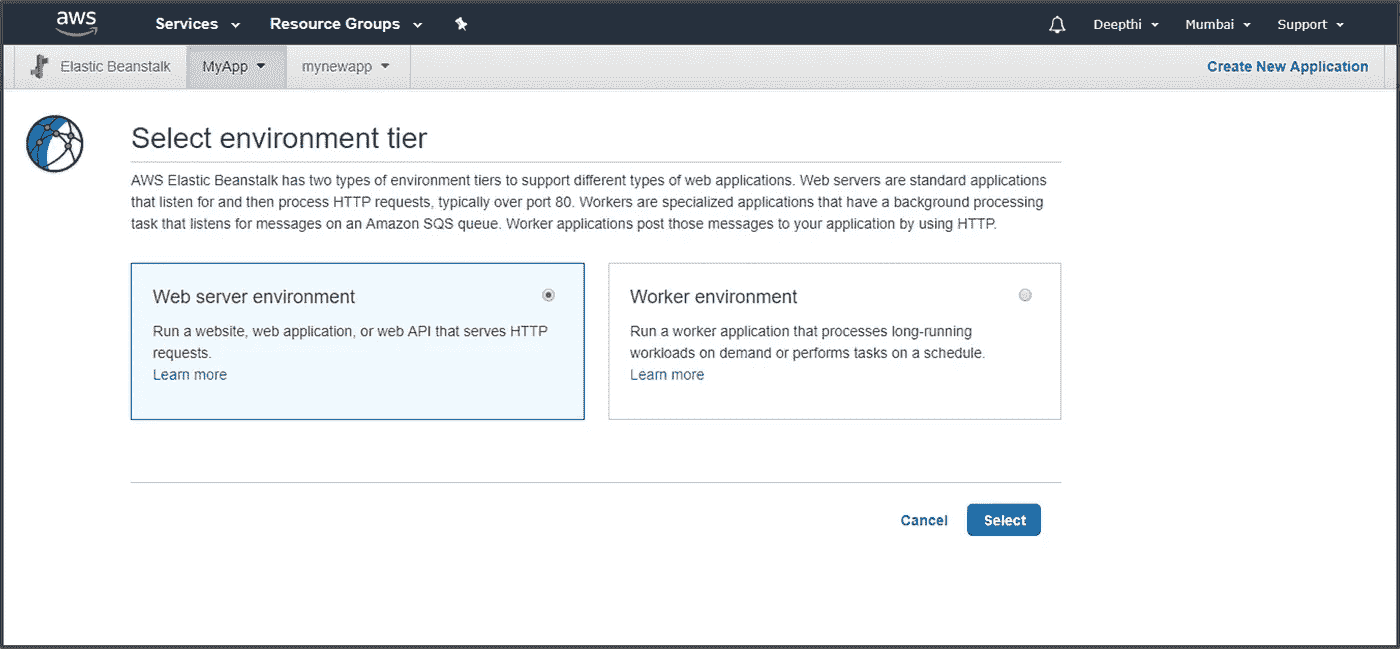 aws Services Resource Groups Deepthi Mumbai Support
Elastic Beanstalk MyApp mynewapp Create New Application
Select environment tier
AWS Elastic Beanstalk has two types of environment tiers to support different types of web applications. Web servers are standard applications
that listen for and then process HTTP requests, typically over port 80. Workers are specialized applications that have a background processing
task that listens for messages on an Amazon SQS queue. Worker applications post those messages to your application by using HTTP.
Web server environment
Run a website, web application, or web API that serves HTTP
requests.
Learn more
Worker environment
Run a worker application that processes long-running
workloads on demand or performs tasks on a schedule.
Learn more
Cancel Select